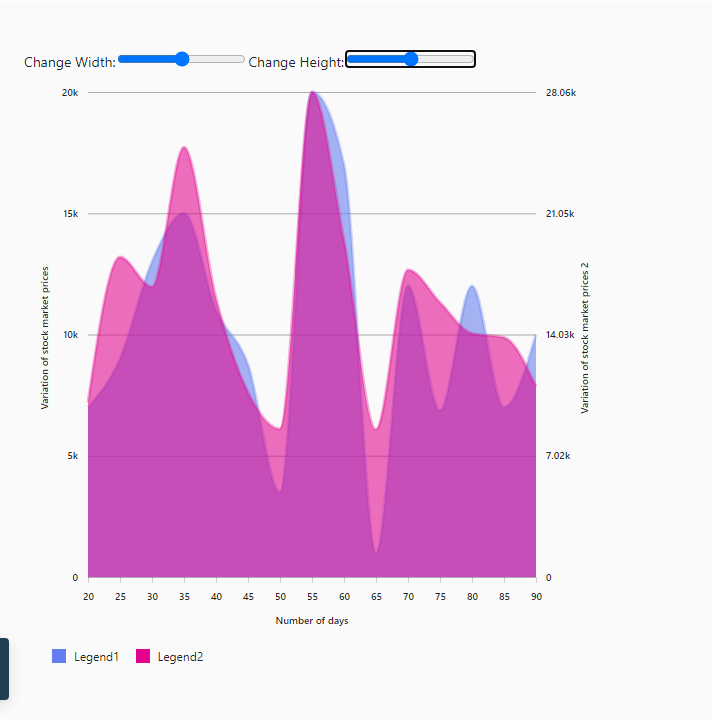 Change Width: Change Height:
20k 28.06k
15k 21.05k
10k 14.03k
5k 7.02k
0 0
Variation of stock market prices
Variation of stock market prices 2
20 25 30 35 40 45 50 55 60 65 70 75 80 85 90
Number of days
Legend1 Legend2